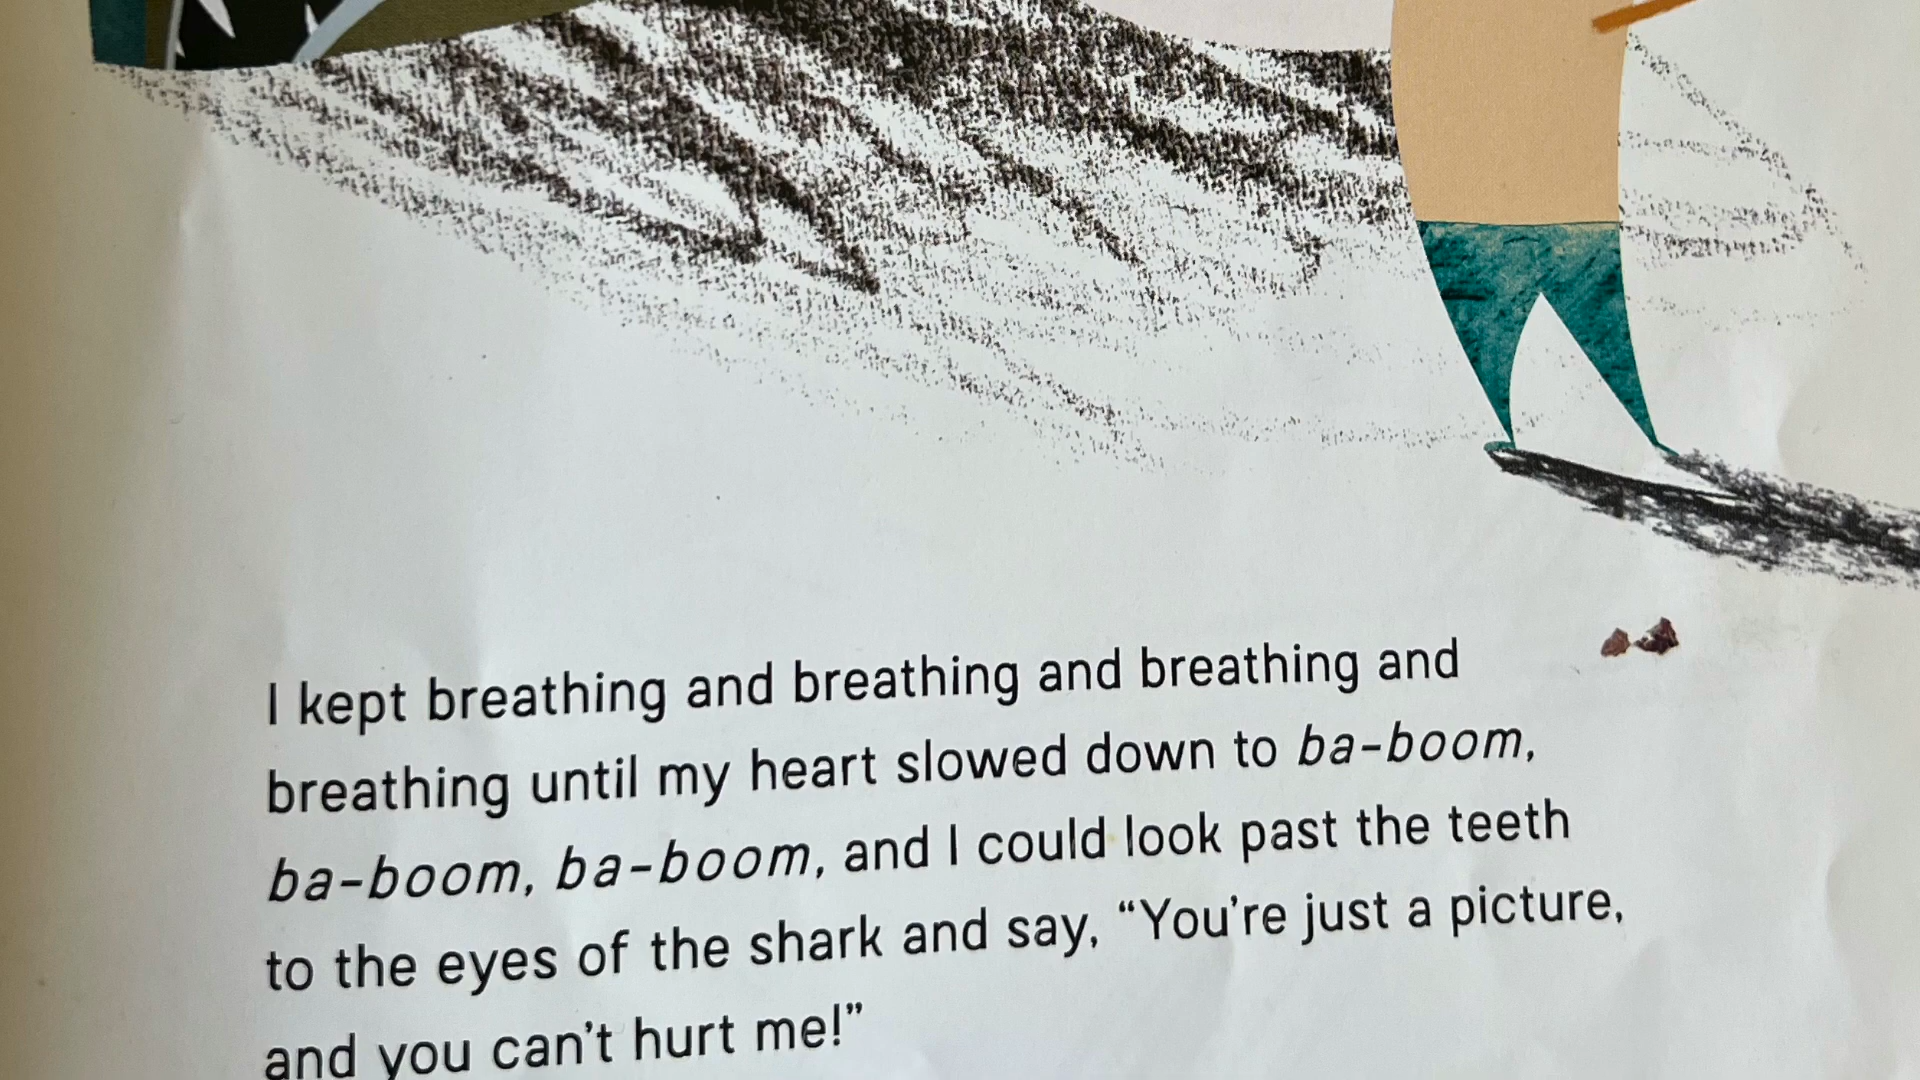 I kept breathing and breathing and breathing and
breathing until my heart slowed down to ba-boom,
ba-boom, ba-boom, and I could look past the teeth
to the eyes of the shark and say, “You’re just a picture,
and you can’t hurt me!”